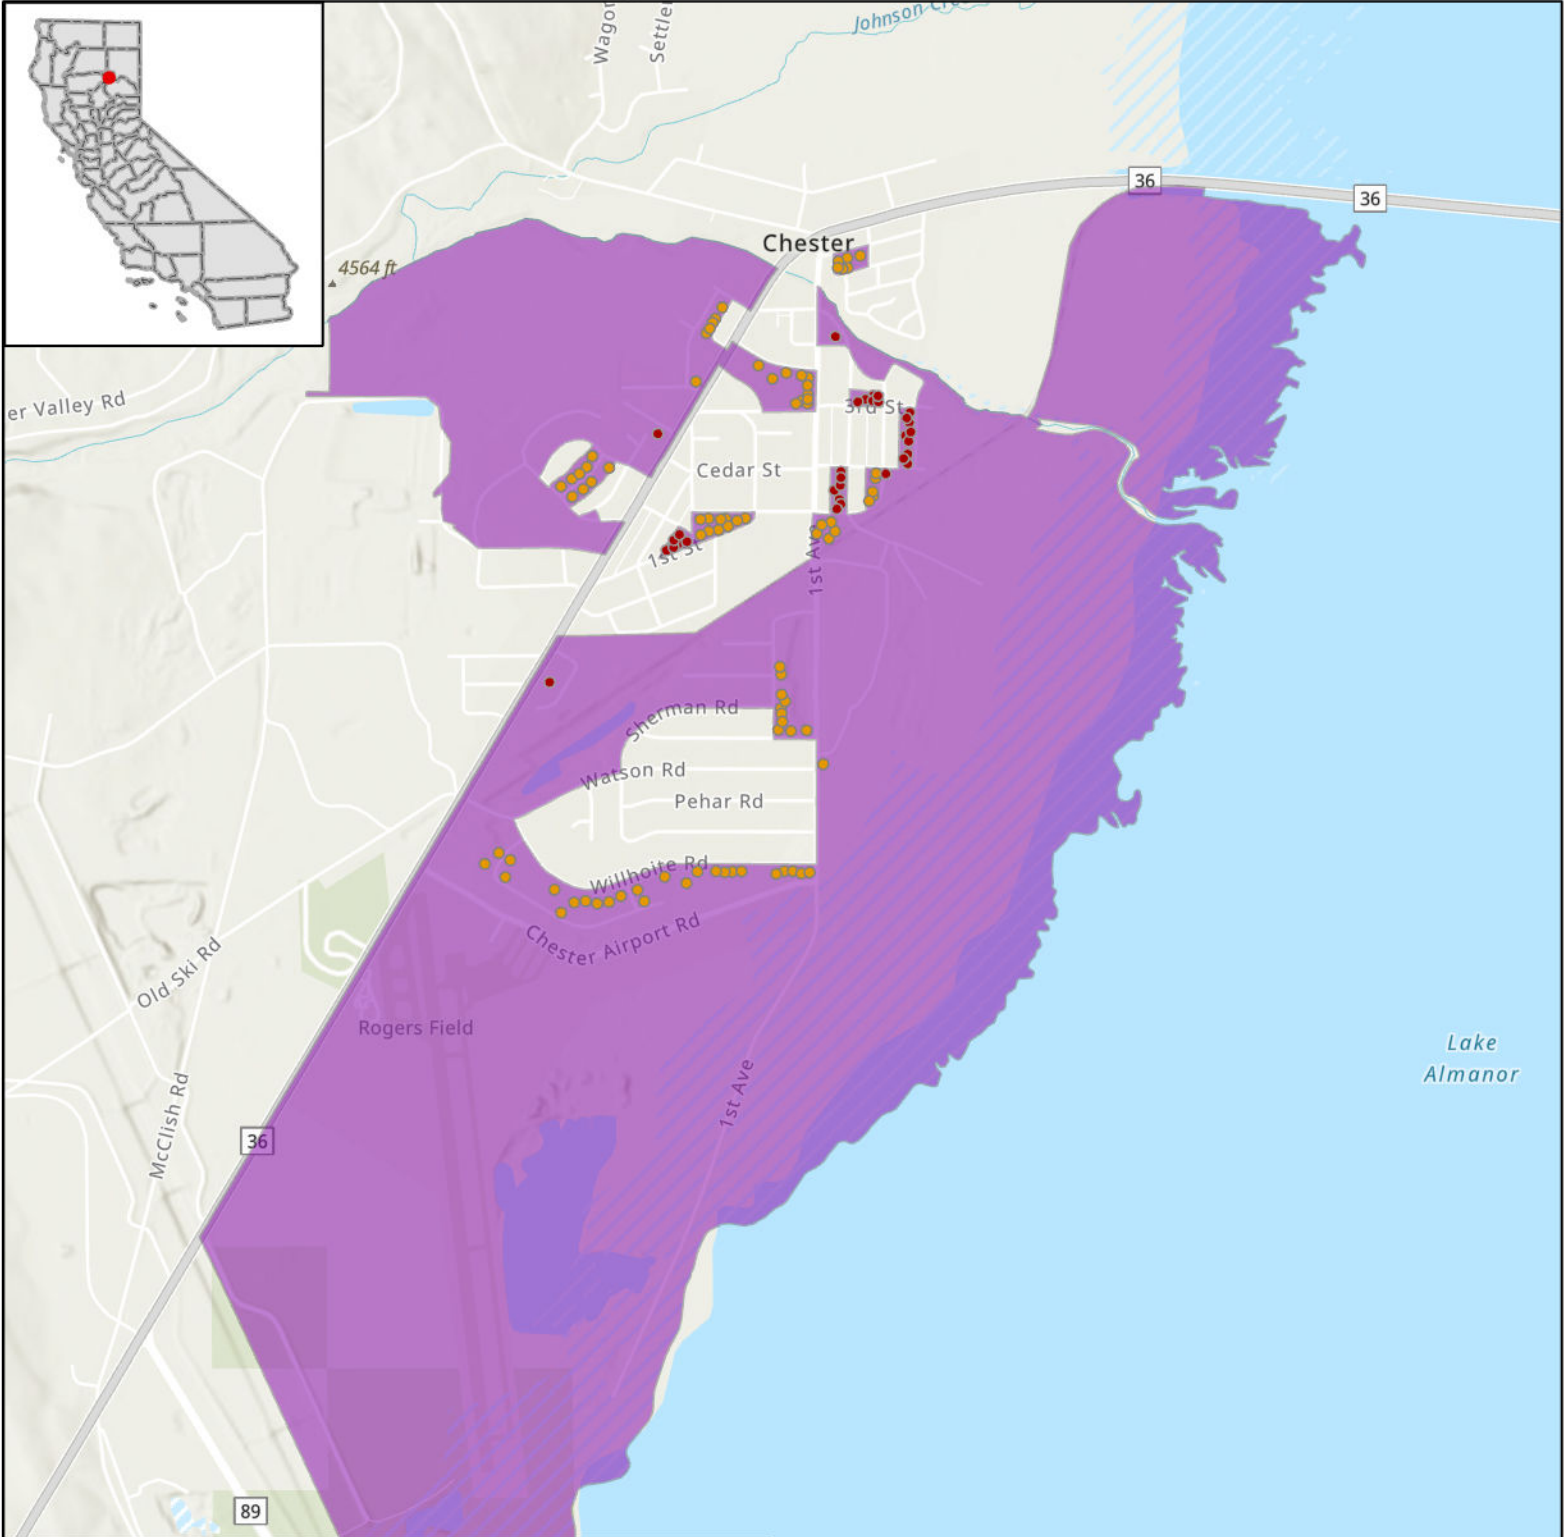 Wagon
Settler
Johnson Cre
36
36
Chester
4564 ft
er Valley Rd
3rd St
Cedar St
1st St
1st Ave
Sherman Rd
Watson Rd
Pehar Rd
Willhoite Rd
Chester Airport Rd
Old Ski Rd
Rogers Field
Lake
Almanor
McClish Rd
1st Ave
36
89